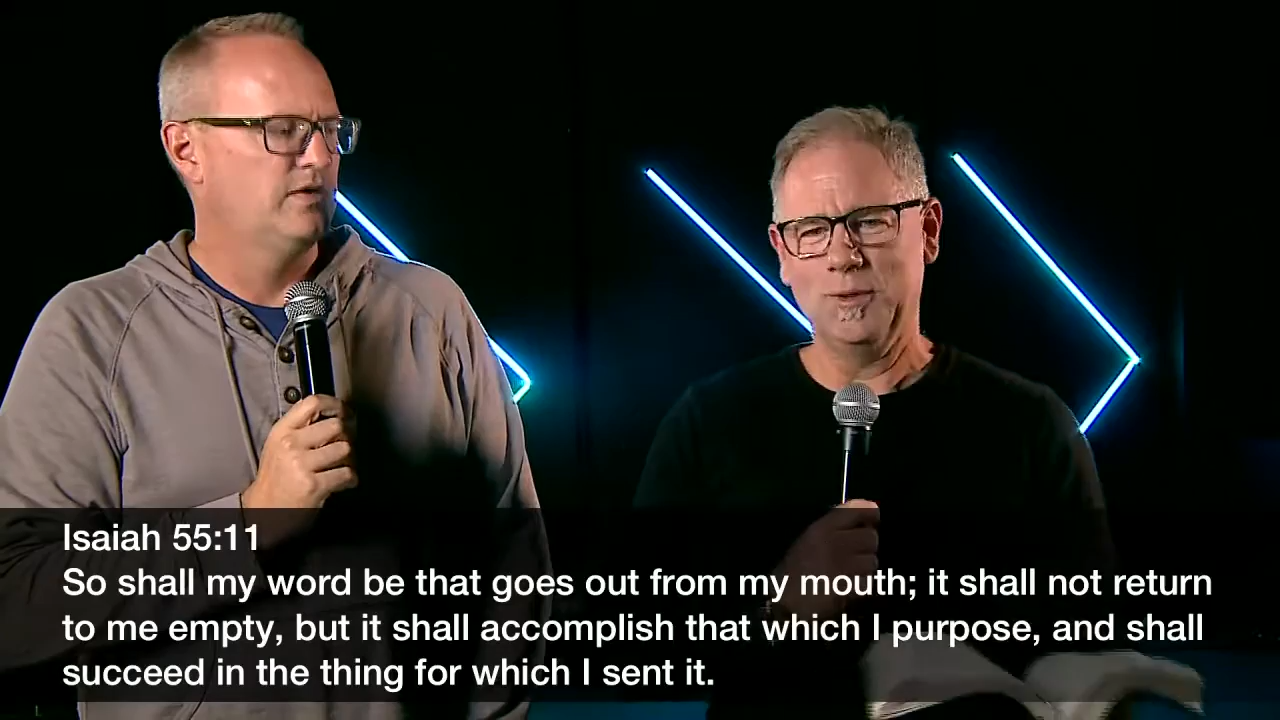 Isaiah 55:11
So shall my word be that goes out from my mouth; it shall not return
to me empty, but it shall accomplish that which I purpose, and shall
succeed in the thing for which I sent it.